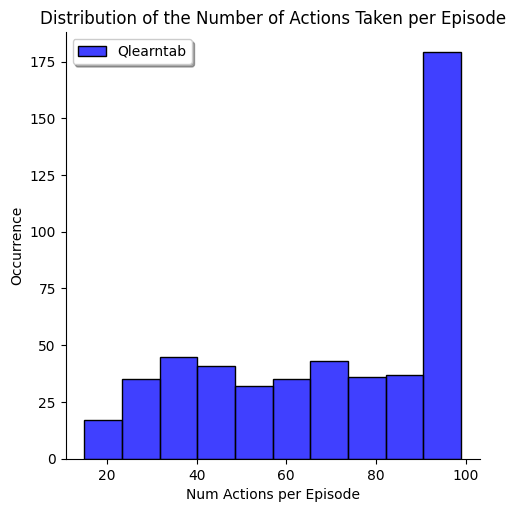 Distribution of the Number of Actions Taken per Episode
Qlearntab
175
150
125
100
75
50
25
0
Occurrence
20 40 60 80 100
Num Actions per Episode